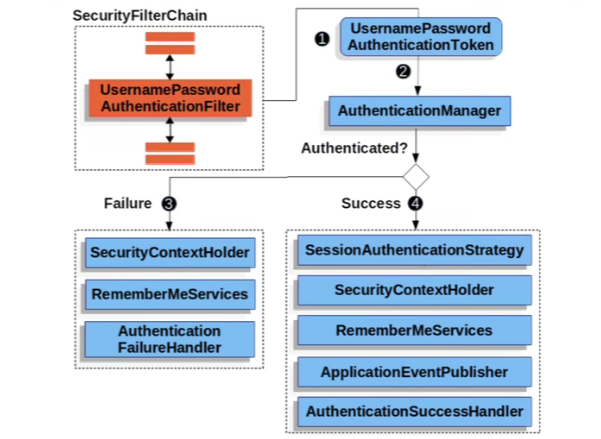 SecurityFilterChain
UsernamePassword
AuthenticationFilter
1
UsernamePassword
AuthenticationToken
2
AuthenticationManager
Authenticated?
Failure 3
Success 4
SecurityContextHolder
RememberMeServices
Authentication
FailureHandler
SessionAuthenticationStrategy
SecurityContextHolder
RememberMeServices
ApplicationEventPublisher
AuthenticationSuccessHandler